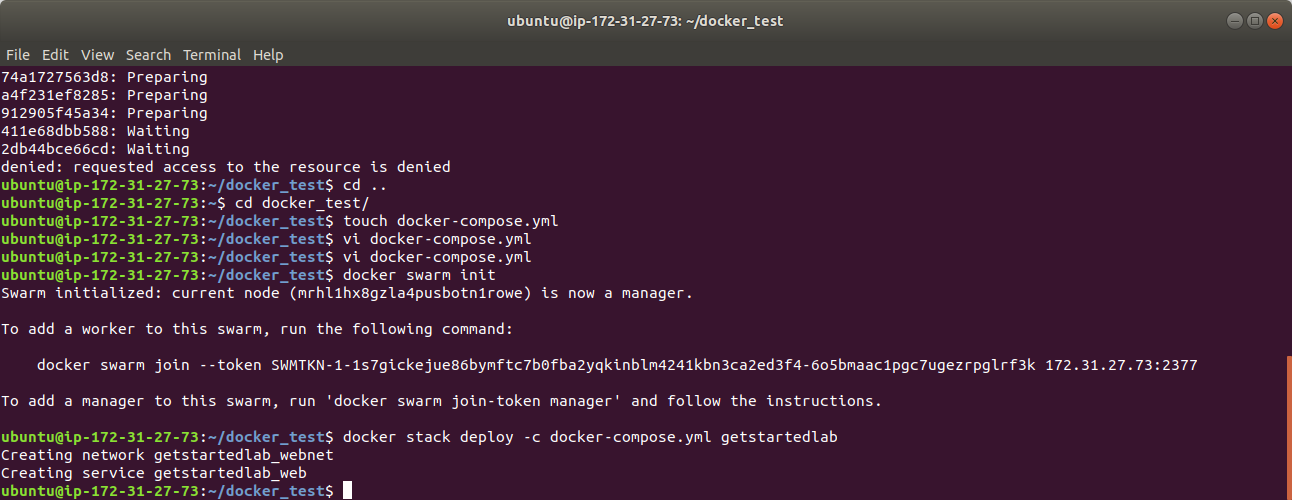 ubuntu@ip-172-31-27-73: ~/docker_test
File Edit View Search Terminal Help
74a1727563d8: Preparing
a4f231ef8285: Preparing
912905f45a34: Preparing
411e68dbb588: Waiting
2db44bce66cd: Waiting
denied: requested access to the resource is denied
ubuntu@ip-172-31-27-73:~/docker_test$ cd ..
ubuntu@ip-172-31-27-73:~$ cd docker_test/
ubuntu@ip-172-31-27-73:~/docker_test$ touch docker-compose.yml
ubuntu@ip-172-31-27-73:~/docker_test$ vi docker-compose.yml
ubuntu@ip-172-31-27-73:~/docker_test$ vi docker-compose.yml
ubuntu@ip-172-31-27-73:~/docker_test$ docker swarm init
Swarm initialized: current node (mrhl1hx8gzla4pusbotn1rowe) is now a manager.
To add a worker to this swarm, run the following command:
docker swarm join --token SWMTKN-1-1s7gickejue86bymftc7b0fba2yqkinblm4241kbn3ca2ed3f4-6o5bmaac1pgc7ugezrpglrf3k 172.31.27.73:2377
To add a manager to this swarm, run 'docker swarm join-token manager' and follow the instructions.
ubuntu@ip-172-31-27-73:~/docker_test$ docker stack deploy -c docker-compose.yml getstartedlab
Creating network getstartedlab_webnet
Creating service getstartedlab_web
ubuntu@ip-172-31-27-73:~/docker_test$